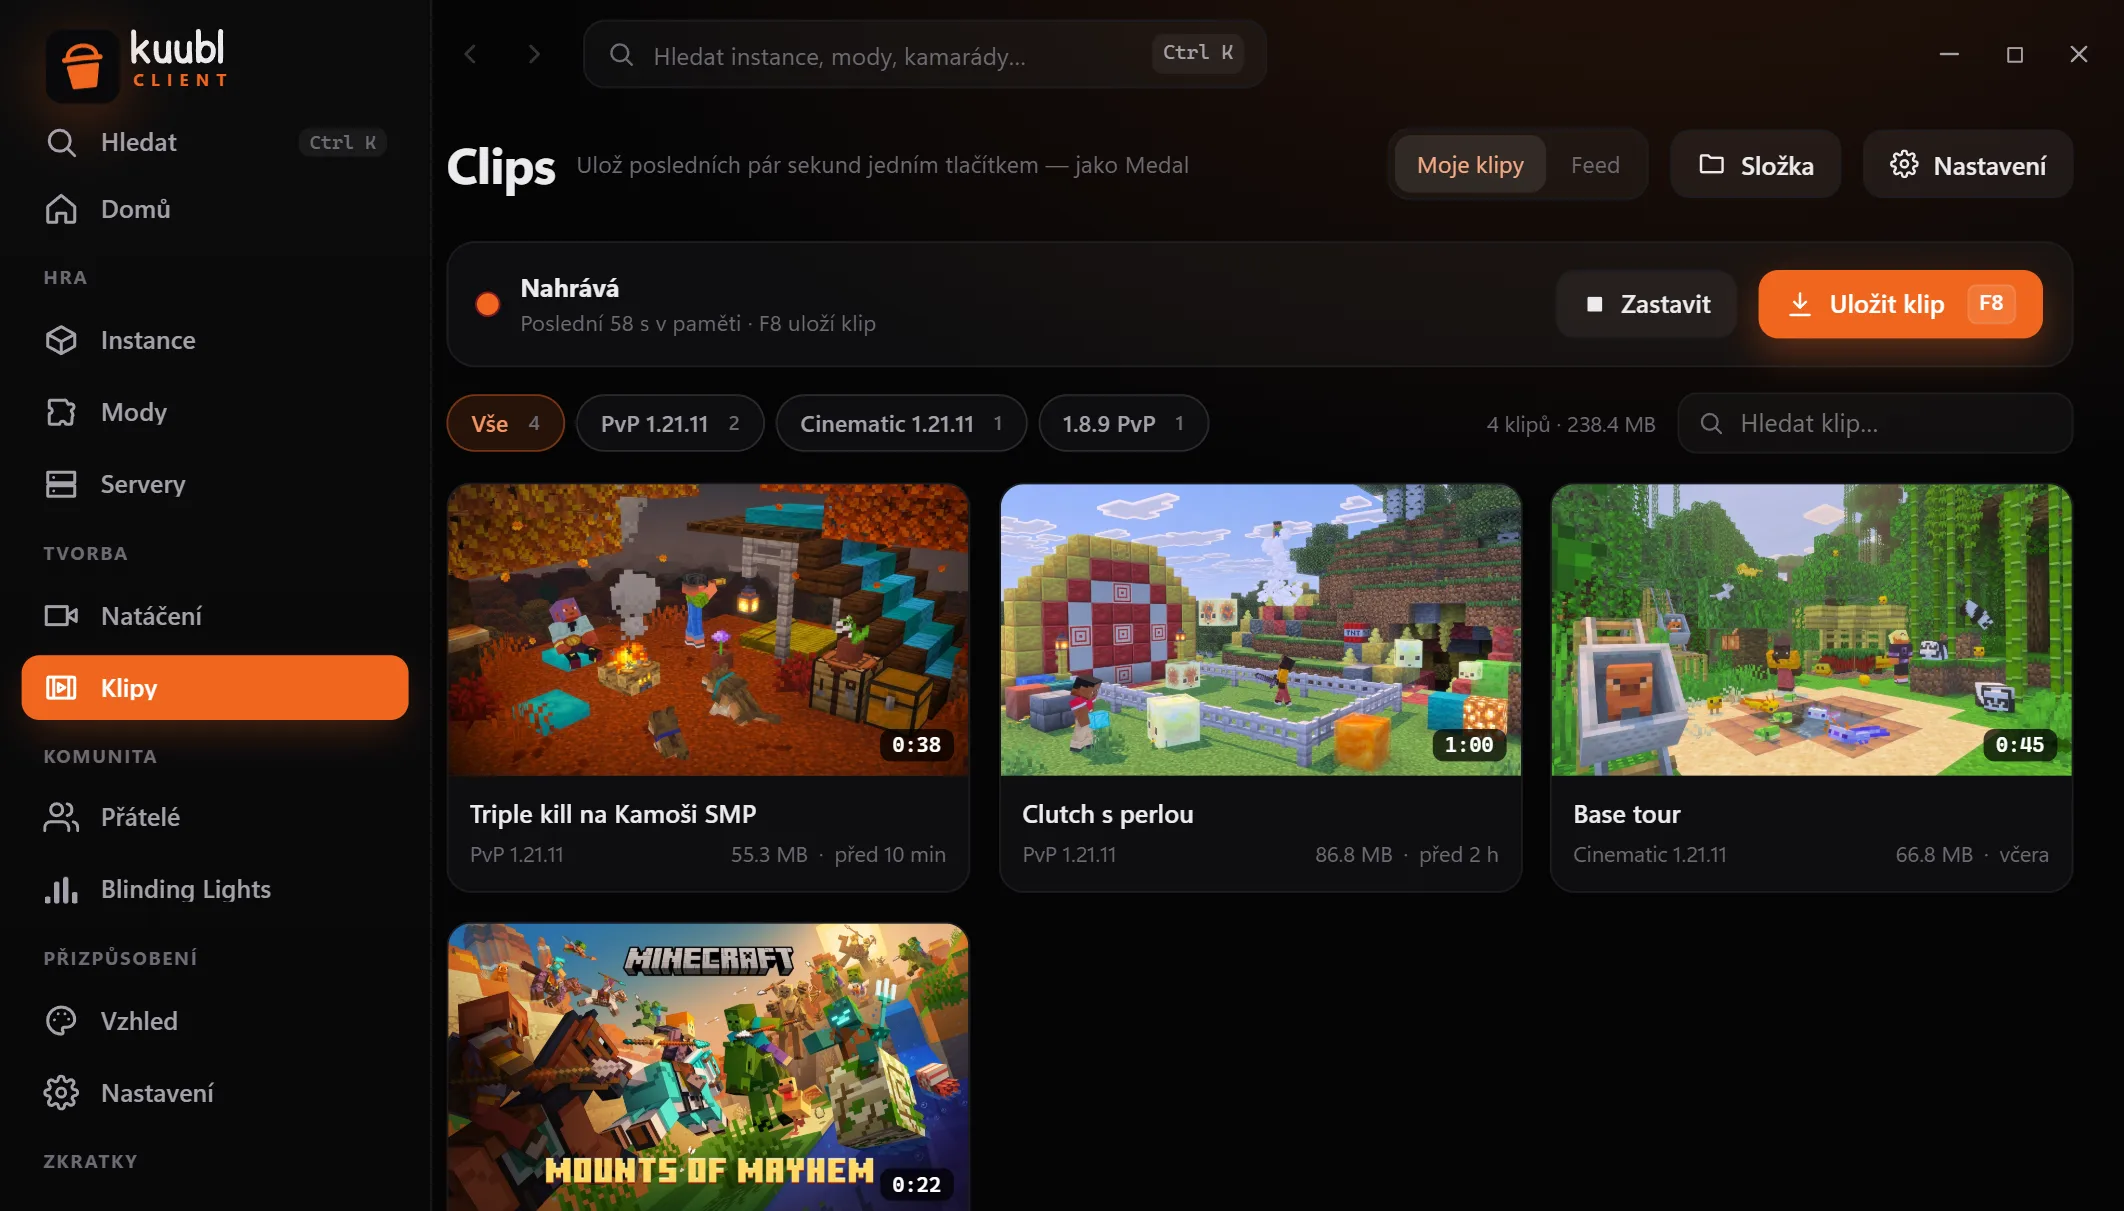 kuubl
CLIENT
Hledat Ctrl K
Domů
HRA
Instance
Mody
Servery
TVORBA
Natáčení
Klipy
KOMUNITA
Přátelé
Blinding Lights
PŘIZPŮSOBENÍ
Vzhled
Nastavení
ZKRATKY
Hledat instance, mody, kamarády... Ctrl K
Clips Ulož posledních pár sekund jedním tlačítkem — jako Medal
Moje klipy Feed Složka Nastavení
Nahrává
Poslední 58 s v paměti · F8 uloží klip
Zastavit Uložit klip F8
Vše 4 PvP 1.21.11 2 Cinematic 1.21.11 1 1.8.9 PvP 1
4 klipů · 238.4 MB Hledat klip...
0:38
Triple kill na Kamoši SMP
PvP 1.21.11 55.3 MB · před 10 min
TNT
1:00
Clutch s perlou
PvP 1.21.11 86.8 MB · před 2 h
0:45
Base tour
Cinematic 1.21.11 66.8 MB · včera
MINECRAFT
MOUNTS OF MAYHEM
0:22